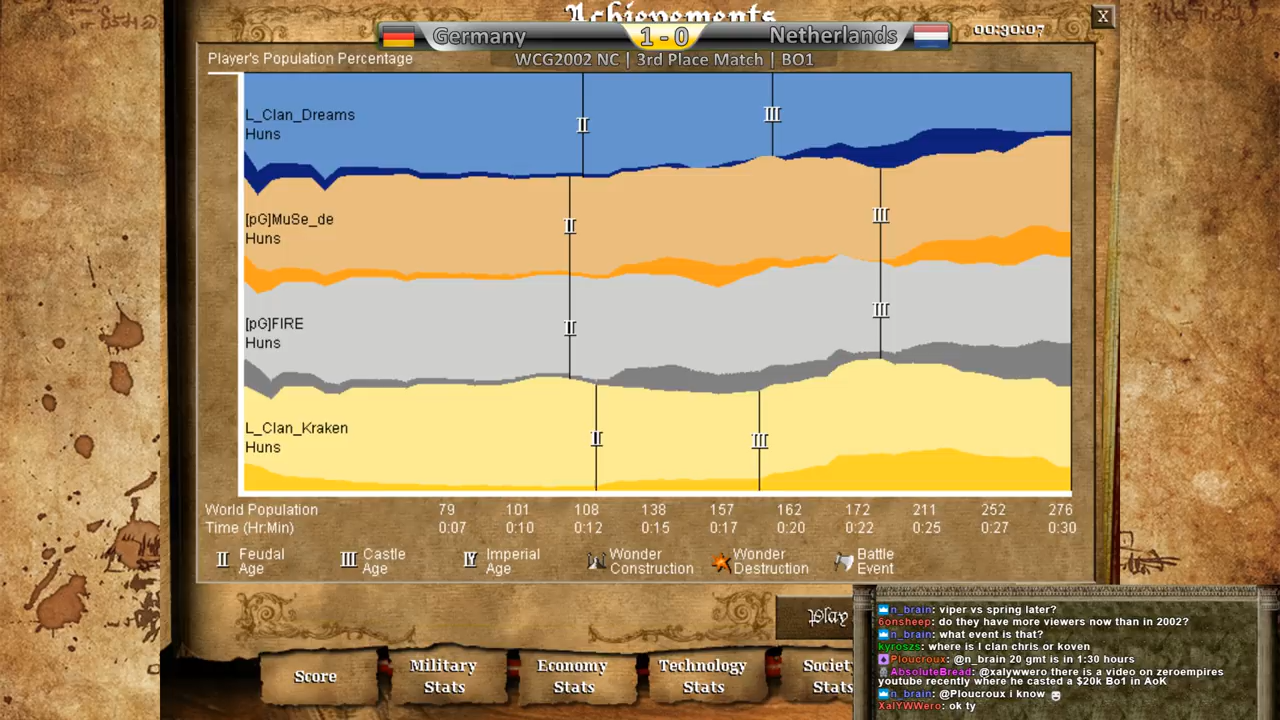 Achievements
Germany
1 - 0
Netherlands
00:30:07
X
Player's Population Percentage
WCG2002 NC | 3rd Place Match | BO1
L_Clan_Dreams
Huns
II
III
[pG]MuSe_de
Huns
II
III
[pG]FIRE
Huns
II
III
L_Clan_Kraken
Huns
II
III
World Population 79 101 108 138 157 162 172 211 252 276
Time (Hr:Min) 0:07 0:10 0:12 0:15 0:17 0:20 0:22 0:25 0:27 0:30
II Feudal Age
III Castle Age
IV Imperial Age
Wonder Construction
Wonder Destruction
Battle Event
Score
Military Stats
Economy Stats
Technology Stats
Stats
n_brain: viper vs spring later?
6onsheep: do they have more viewers now than in 2002?
n_brain: what event is that?
kyroszs: where is l clan chris or koven
Ploucroux: @n_brain 20 gmt is in 1:30 hours
AbsoluteBread: @xalywwero there is a video on zeroempires
youtube recently where he casted a $20k Bo1 in AoK
n_brain: @Ploucroux i know
XalYWWero: ok ty